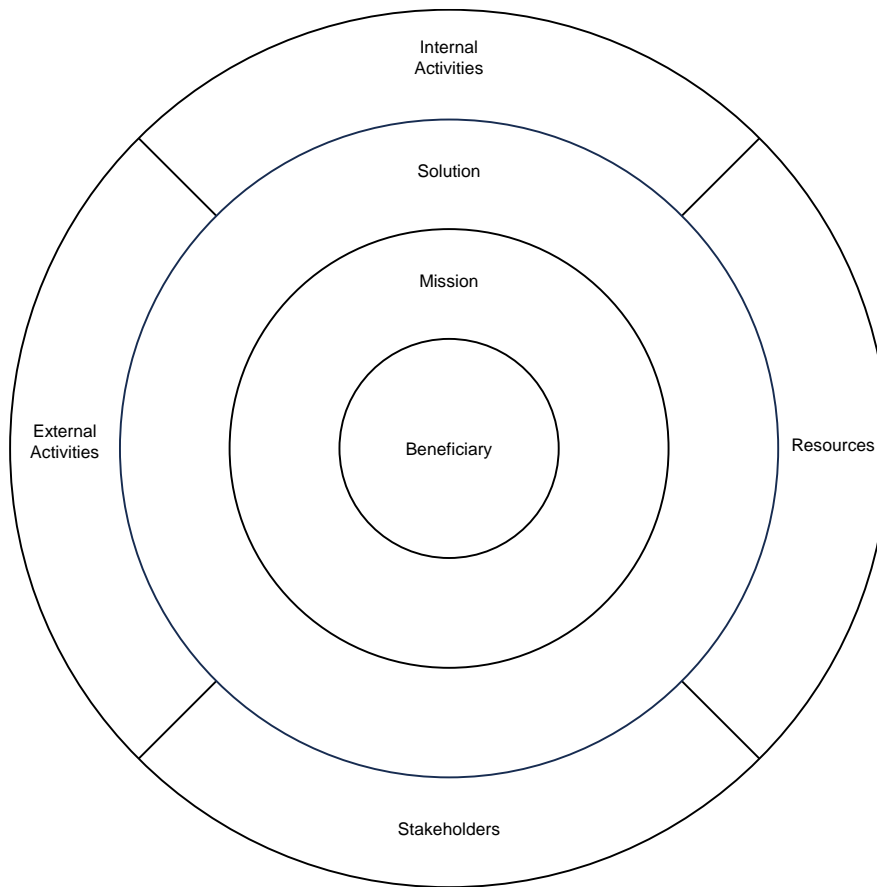 Internal
Activities
Solution
Mission
External
Activities
Beneficiary
Resources
Stakeholders